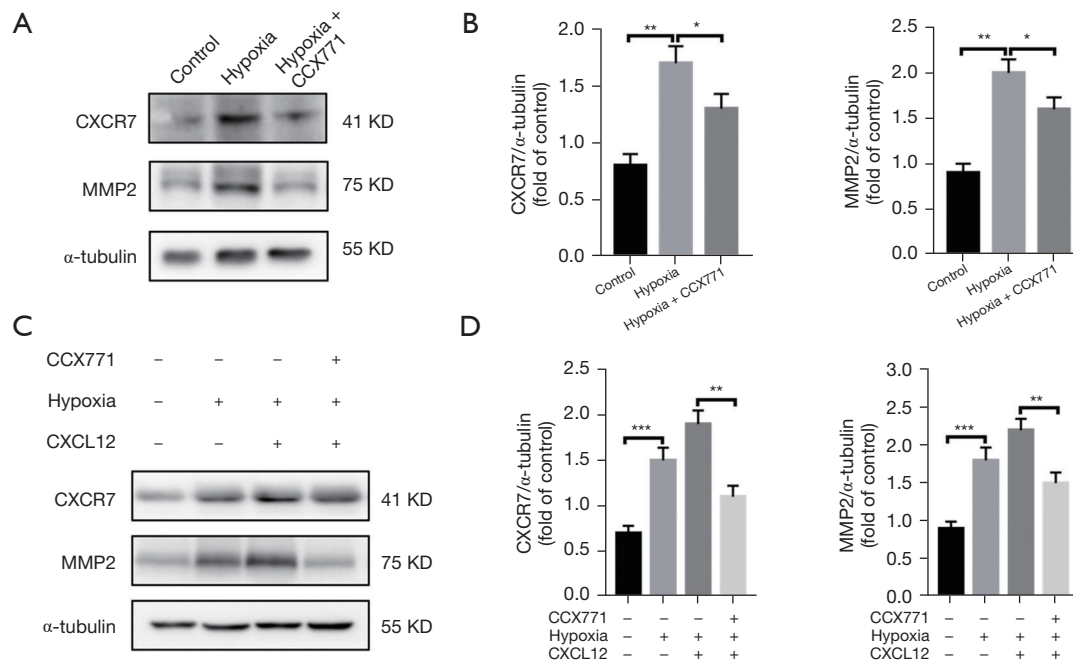 A
Control
Hypoxia
Hypoxia +
CCX771
CXCR7
41 KD
MMP2
75 KD
α-tubulin
55 KD
B
CXCR7/α-tubulin
(fold of control)
2.0
1.5
1.0
0.5
0.0
**
*
Control
Hypoxia
Hypoxia + CCX771
MMP2/α-tubulin
(fold of control)
2.5
2.0
1.5
1.0
0.5
0.0
**
*
Control
Hypoxia
Hypoxia + CCX771
C
CCX771 – – – +
Hypoxia – + + +
CXCL12 – – + +
CXCR7
41 KD
MMP2
75 KD
α-tubulin
55 KD
D
CXCR7/α-tubulin
(fold of control)
2.5
2.0
1.5
1.0
0.5
0.0
***
**
CCX771 – – – +
Hypoxia – + + +
CXCL12 – – + +
MMP2/α-tubulin
(fold of control)
3.0
2.5
2.0
1.5
1.0
0.5
0.0
***
**
CCX771 – – – +
Hypoxia – + + +
CXCL12 – – + +